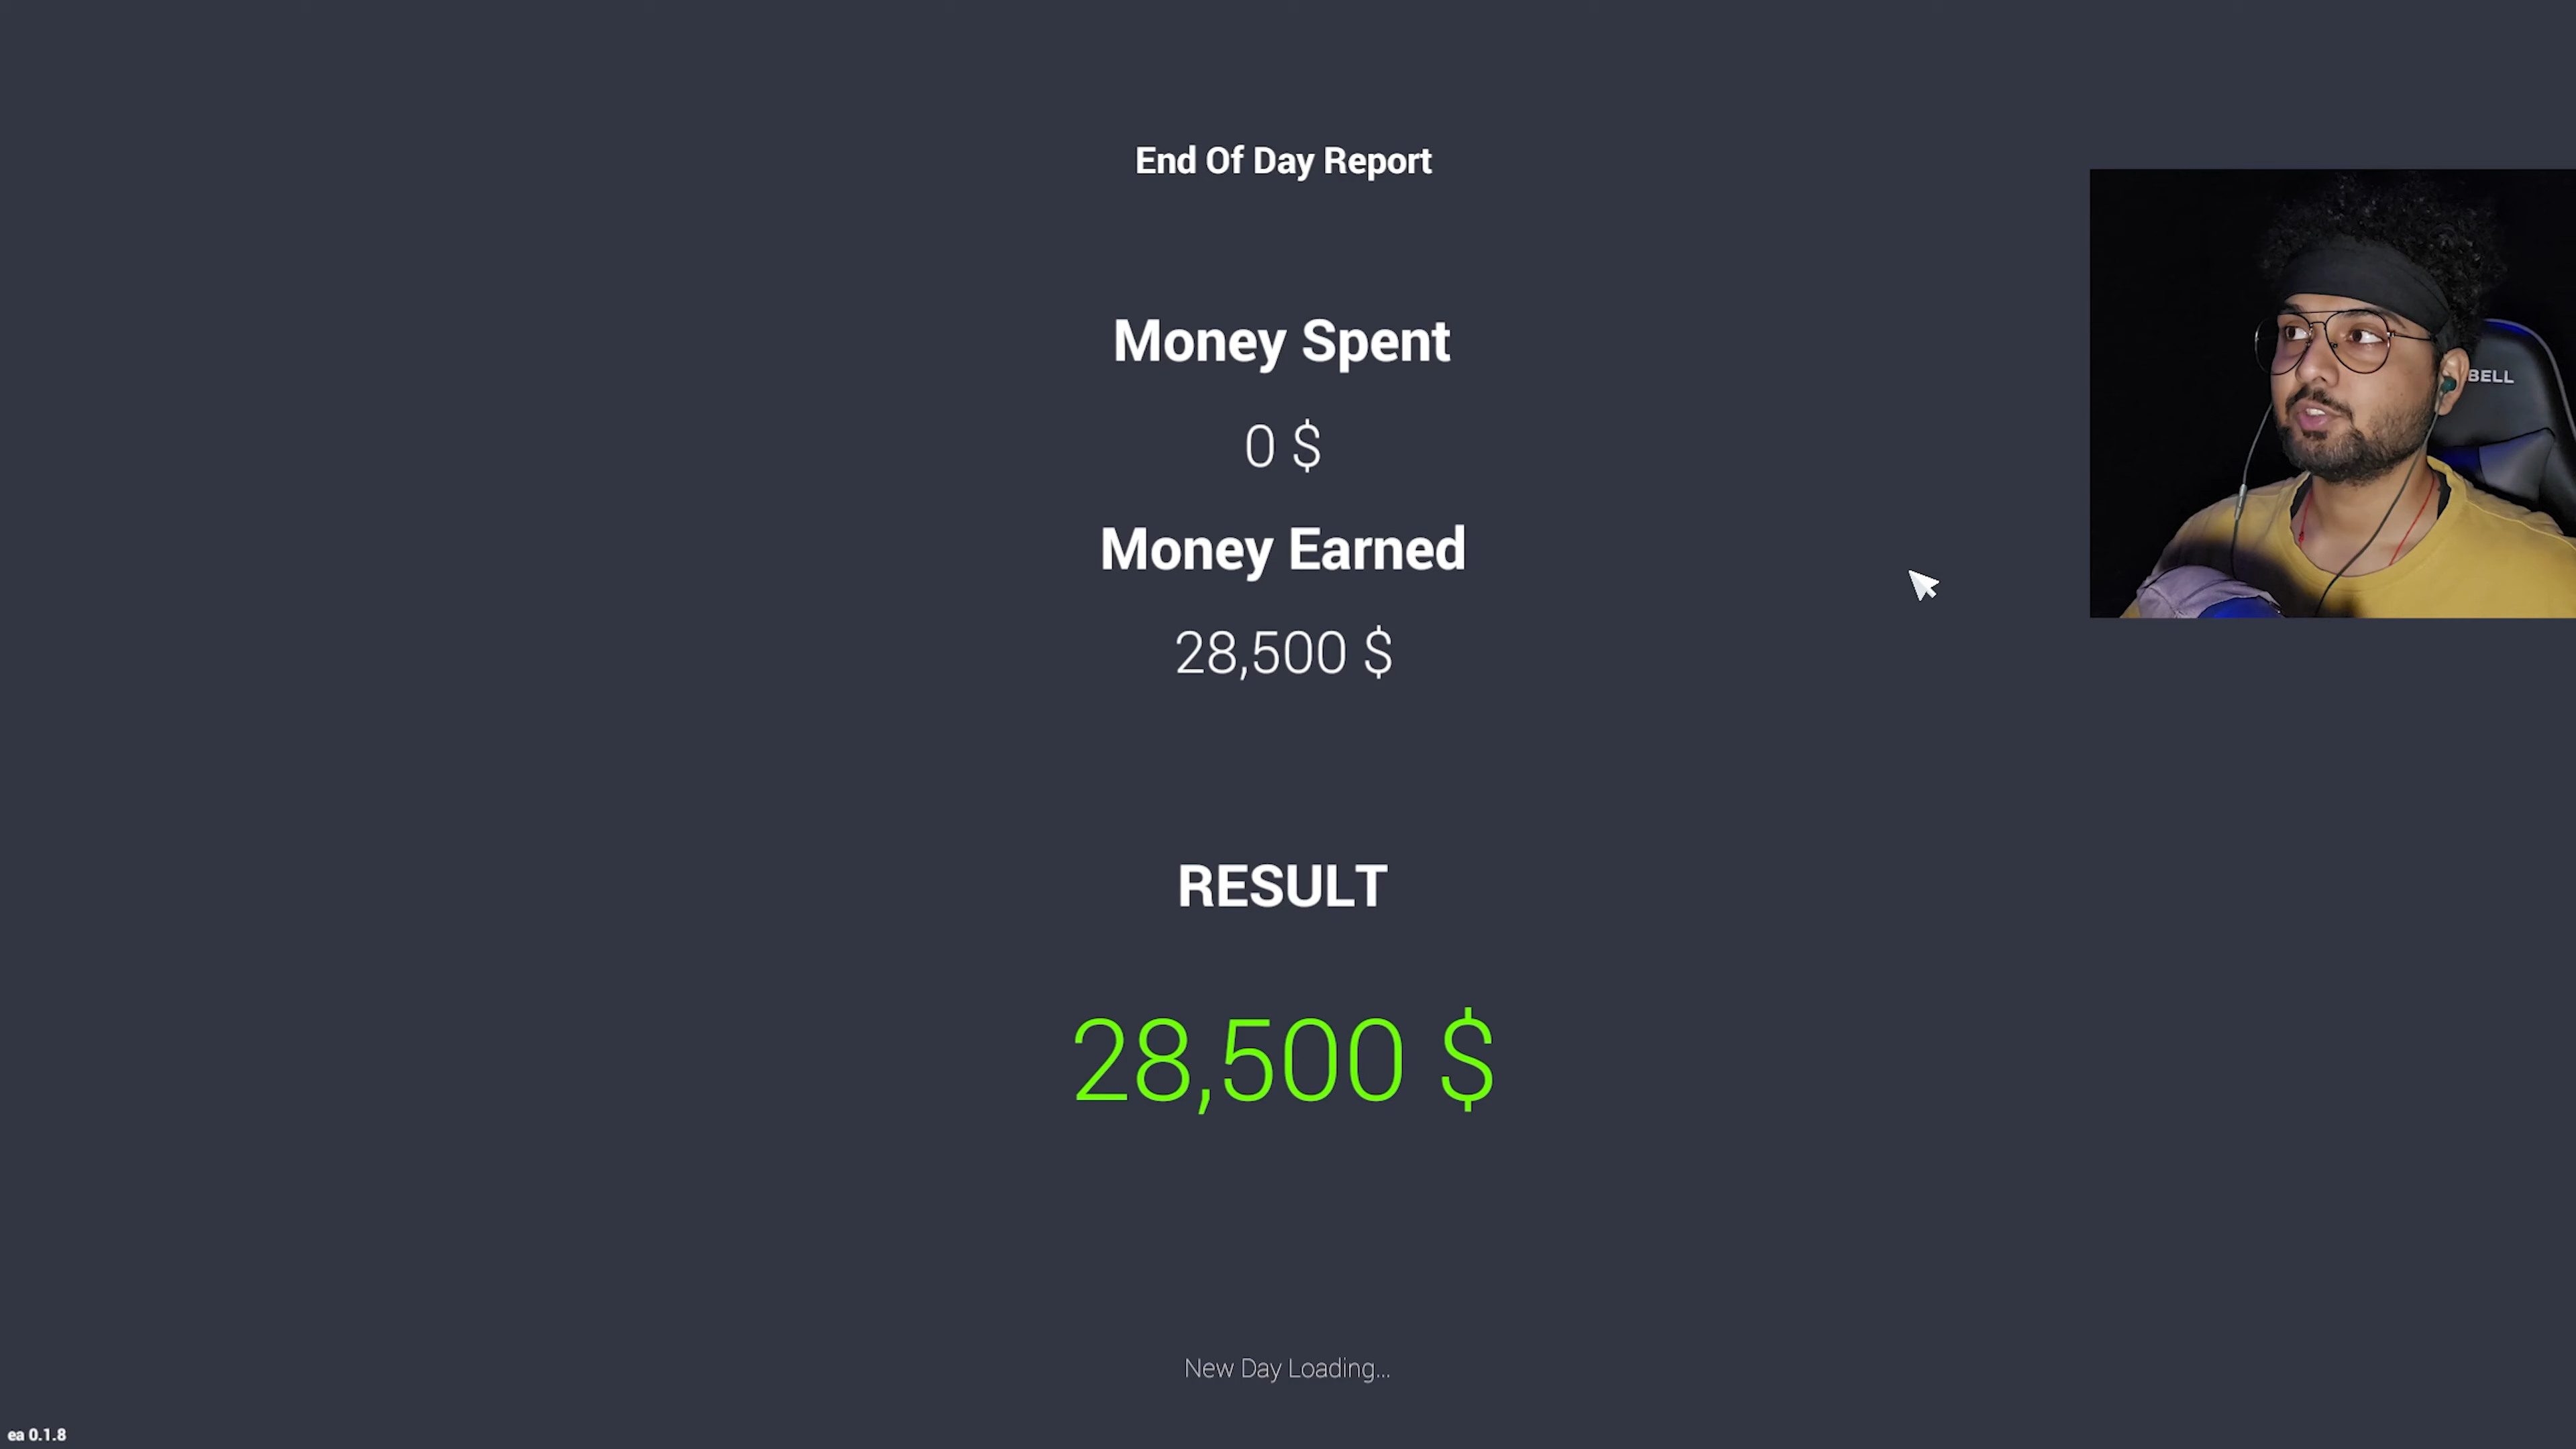 End Of Day Report
Money Spent
0 $
Money Earned
28,500 $
RESULT
28,500 $
New Day Loading...
ea 0.1.8
BELL